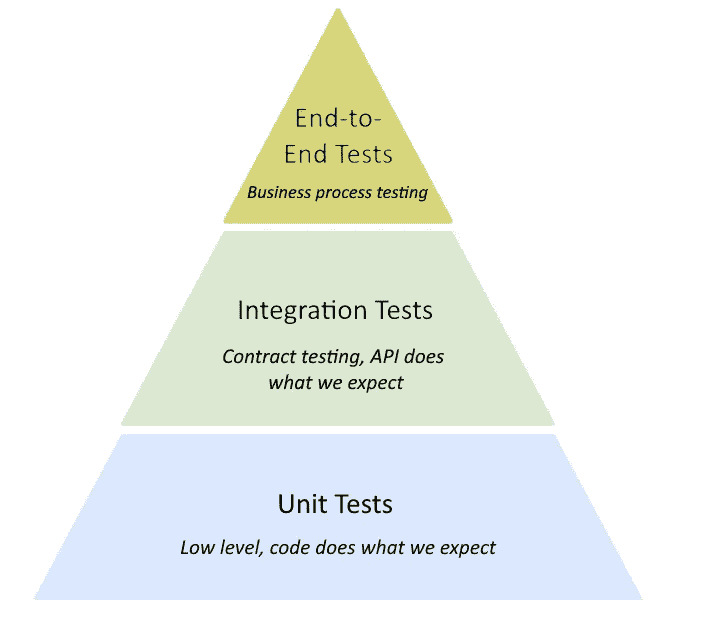 End-to-
End Tests
Business process testing
Integration Tests
Contract testing, API does
what we expect
Unit Tests
Low level, code does what we expect